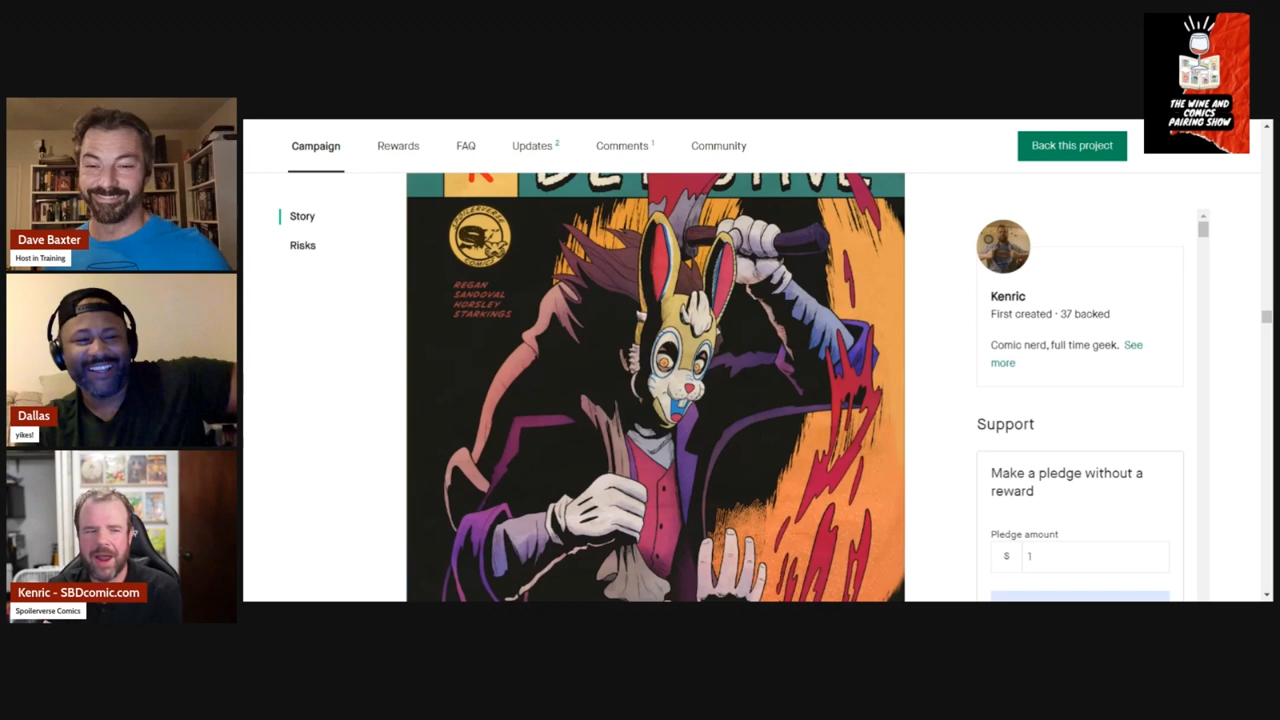 THE WINE AND
COMICS
PAIRING SHOW
Campaign
Rewards
FAQ
Updates 2
Comments 1
Community
Back this project
Story
Risks
SPOILERVERSE
COMICS
REGAN
SANDOVAL
HORSLEY
STARKINGS
Kenric
First created · 37 backed
Comic nerd, full time geek. See
more
Support
Make a pledge without a
reward
Pledge amount
$ 1
Dave Baxter
Host in Training
Dallas
yikes!
Kenric - SBDcomic.com
Spoilerverse Comics